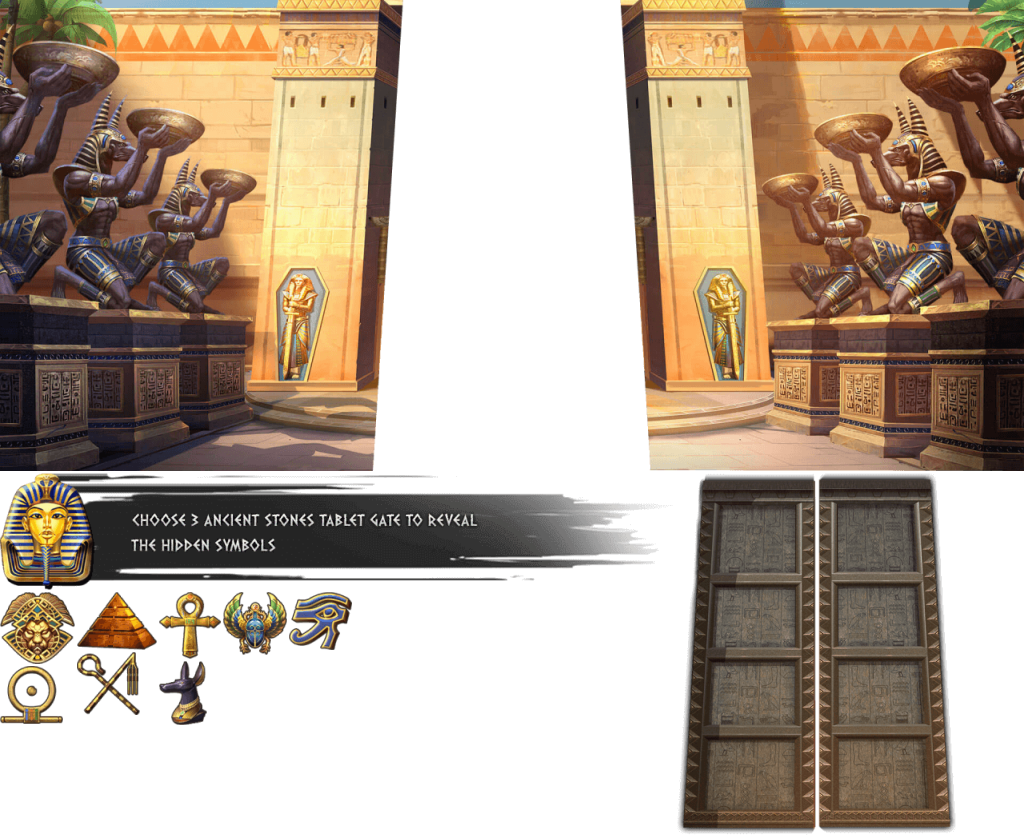 CHOOSE 3 ANCIENT STONES TABLET GATE TO REVEAL
THE HIDDEN SYMBOLS